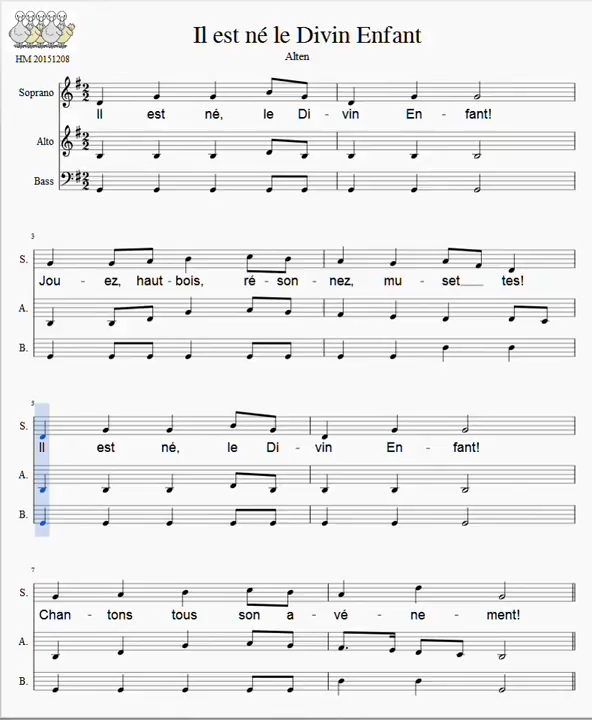 Il est né le Divin Enfant
Alten
HM 20151208
Soprano
Il est né, le Di - vin En - fant!
Alto
Bass
3
S.
Jou - ez, haut - bois, ré - son - nez, mu - set___ tes!
A.
B.
5
S.
Il est né, le Di - vin En - fant!
A.
B.
7
S.
Chan - tons tous son a - vé - ne - ment!
A.
B.